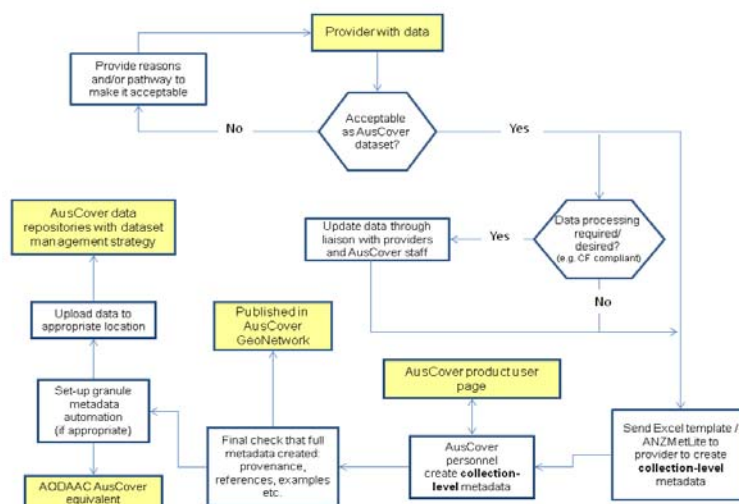 Provider with data
Provide reasons
and/or pathway to
make it acceptable
Acceptable
as AusCover
dataset?
No
Yes
AusCover data
repositories with dataset
management strategy
Update data through
liaison with providers
and AusCover staff
Yes
Data processing
required/
desired?
(e.g. CF compliant)
No
Upload data to
appropriate location
Published in
AusCover
GeoNetwork
AusCover product user
page
Set-up granule
metadata
automation
(if appropriate)
Final check that full
metadata created:
provenance,
references, examples
etc.
AusCover
personnel
create collection-
level metadata
Send Excel template /
ANZMetLite to
provider to create
collection-level
metadata
AODAAC AusCover
equivalent